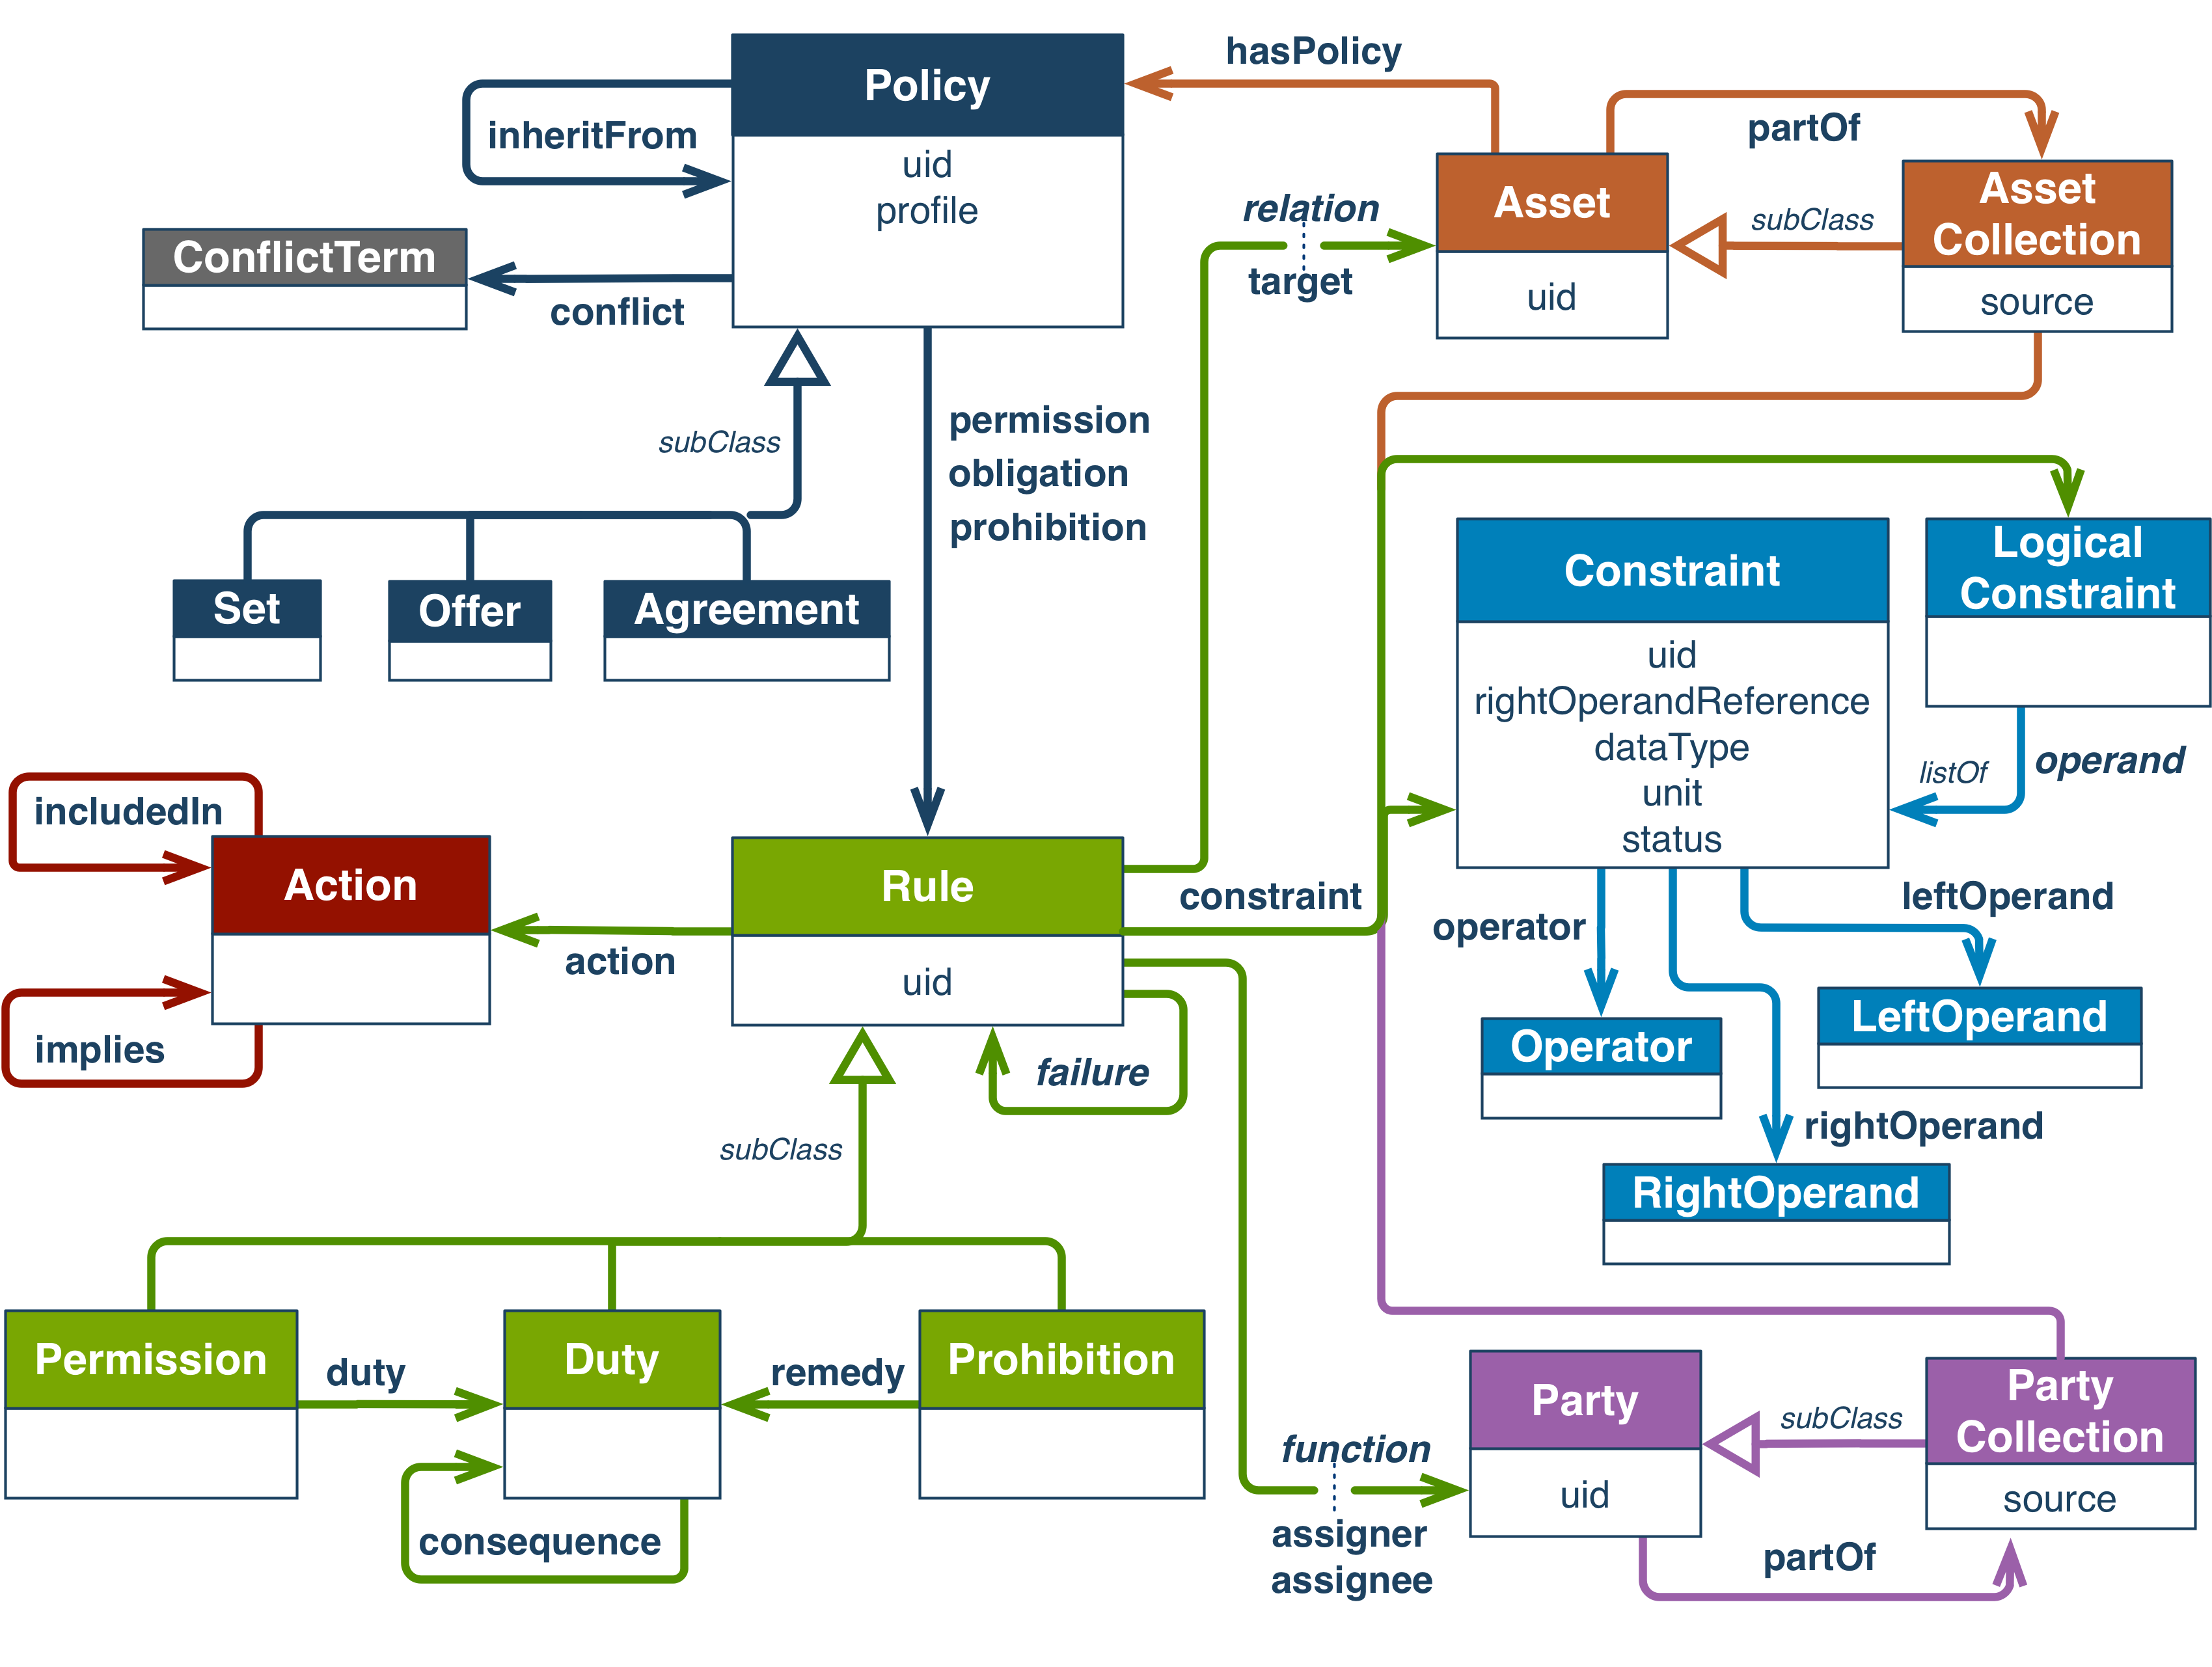 Policy
uid
profile
inheritFrom
hasPolicy
partOf
Asset
uid
Asset
Collection
source
subClass
relation
target
ConflictTerm
conflict
subClass
permission
obligation
prohibition
Set
Offer
Agreement
Constraint
uid
rightOperandReference
dataType
unit
status
Logical
Constraint
listOf
operand
includedIn
Action
implies
action
Rule
uid
constraint
operator
leftOperand
Operator
LeftOperand
rightOperand
RightOperand
failure
subClass
Permission
duty
Duty
remedy
Prohibition
consequence
function
assigner
assignee
Party
uid
subClass
Party
Collection
source
partOf